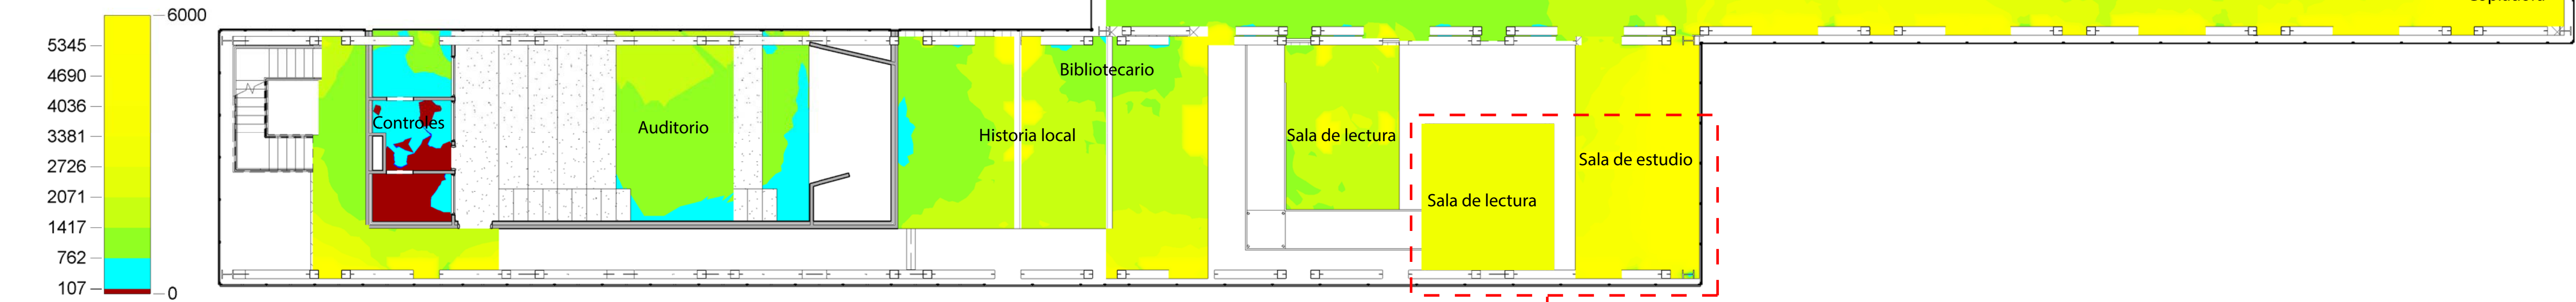 6000
5345
4690
4036
3381
2726
2071
1417
762
107
0
Bibliotecario
Controles
Auditorio
Historia local
Sala de lectura
Sala de estudio
Sala de lectura